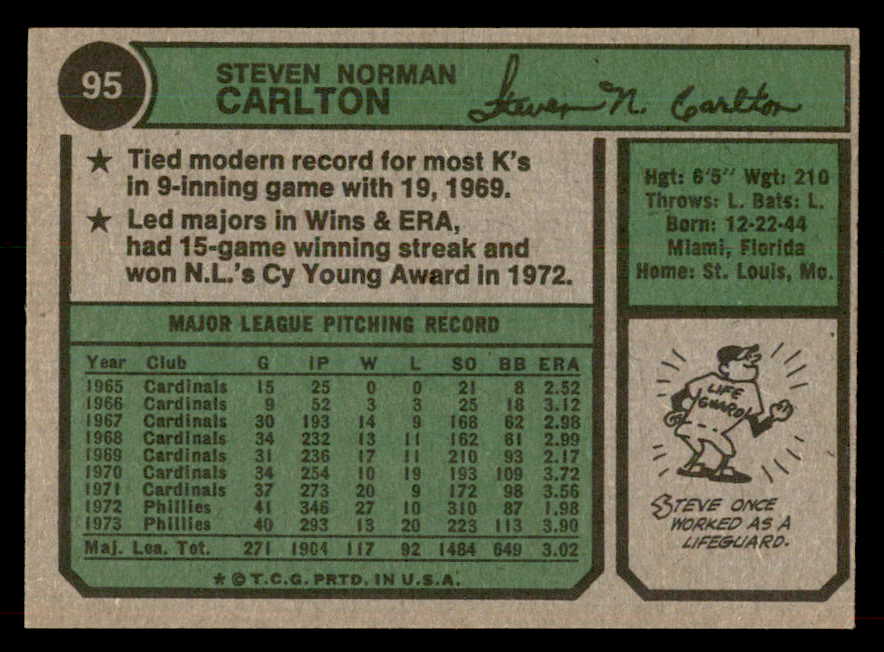 95
STEVEN NORMAN
CARLTON
Steven N. Carlton
★ Tied modern record for most K's
in 9-inning game with 19, 1969.
★ Led majors in Wins & ERA,
had 15-game winning streak and
won N.L.'s Cy Young Award in 1972.
Hgt: 6'5" Wgt: 210
Throws: L. Bats: L.
Born: 12-22-44
Miami, Florida
Home: St. Louis, Mo.
MAJOR LEAGUE PITCHING RECORD
Year Club G IP W L SO BB ERA
1965 Cardinals 15 25 0 0 21 8 2.52
1966 Cardinals 9 52 3 3 25 18 3.12
1967 Cardinals 30 193 14 9 168 62 2.98
1968 Cardinals 34 232 13 11 162 61 2.99
1969 Cardinals 31 236 17 11 210 93 2.17
1970 Cardinals 34 254 10 19 193 109 3.72
1971 Cardinals 37 273 20 9 172 98 3.56
1972 Phillies 41 346 27 10 310 87 1.98
1973 Phillies 40 293 13 20 223 113 3.90
Maj. Lea. Tot. 271 1904 117 92 1484 649 3.02
★ © T.C.G. PRTD. IN U.S.A.
LIFE
GUARD
STEVE ONCE
WORKED AS A
LIFEGUARD.